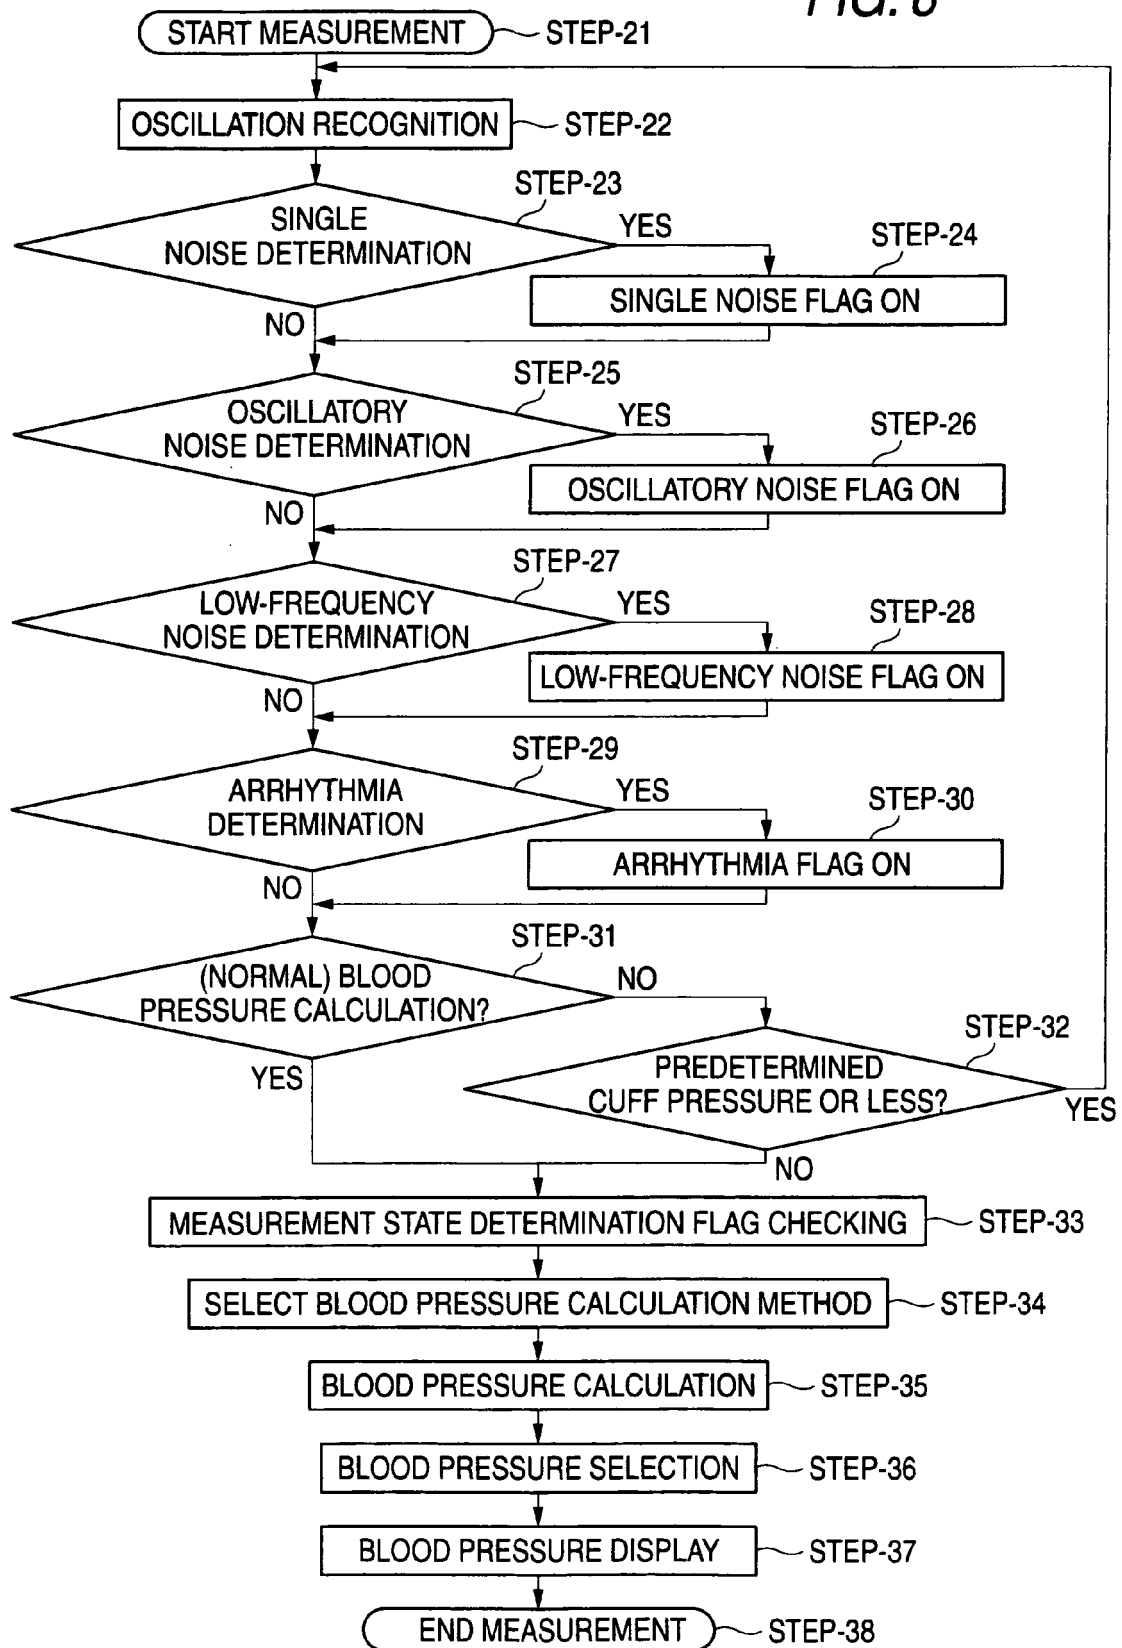 FIG. 6
START MEASUREMENT
STEP-21
OSCILLATION RECOGNITION
STEP-22
STEP-23
SINGLE
NOISE DETERMINATION
YES
STEP-24
SINGLE NOISE FLAG ON
NO
STEP-25
OSCILLATORY
NOISE DETERMINATION
YES
STEP-26
OSCILLATORY NOISE FLAG ON
NO
STEP-27
LOW-FREQUENCY
NOISE DETERMINATION
YES
STEP-28
LOW-FREQUENCY NOISE FLAG ON
NO
STEP-29
ARRHYTHMIA
DETERMINATION
YES
STEP-30
ARRHYTHMIA FLAG ON
NO
STEP-31
(NORMAL) BLOOD
PRESSURE CALCULATION?
NO
STEP-32
PREDETERMINED
CUFF PRESSURE OR LESS?
YES
YES
NO
MEASUREMENT STATE DETERMINATION FLAG CHECKING
STEP-33
SELECT BLOOD PRESSURE CALCULATION METHOD
STEP-34
BLOOD PRESSURE CALCULATION
STEP-35
BLOOD PRESSURE SELECTION
STEP-36
BLOOD PRESSURE DISPLAY
STEP-37
END MEASUREMENT
STEP-38